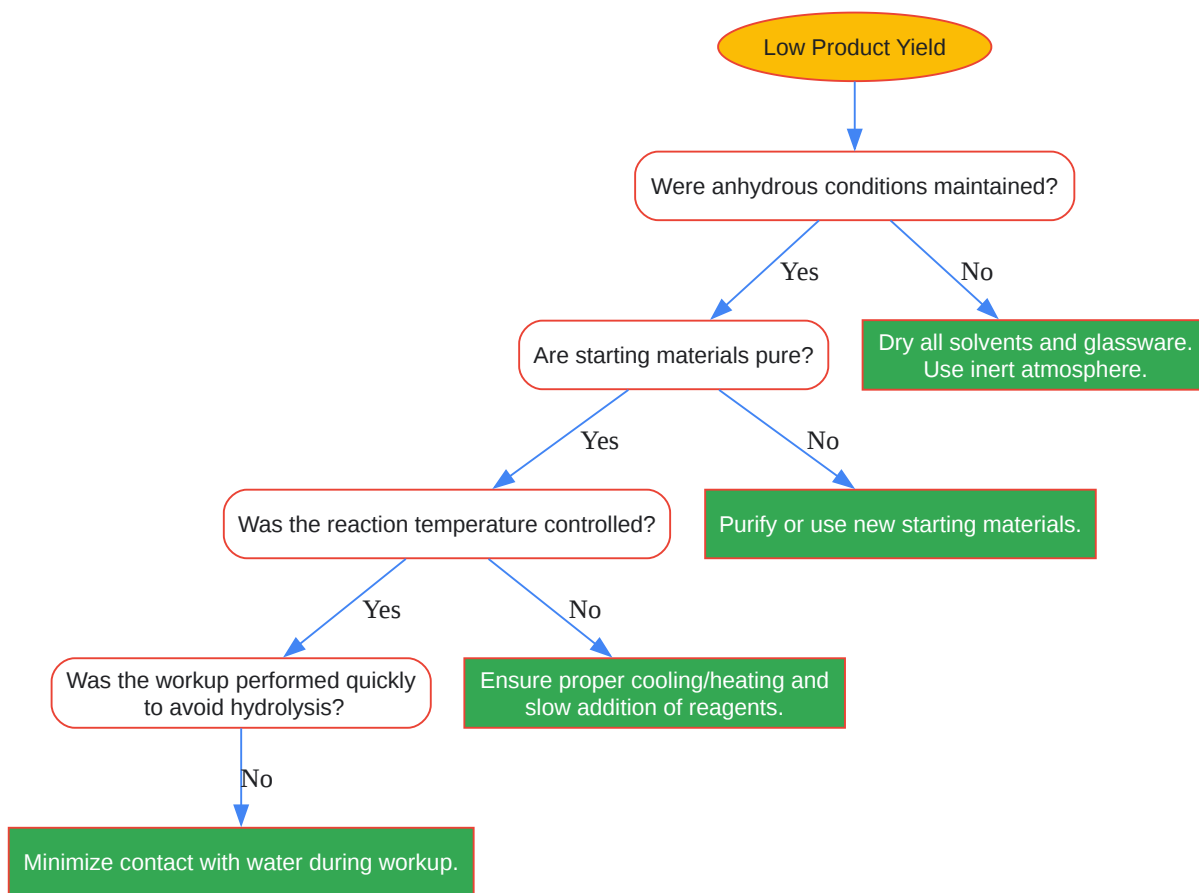 Low Product Yield
Were anhydrous conditions maintained?
Yes
No
Are starting materials pure?
Dry all solvents and glassware.
Use inert atmosphere.
Yes
No
Was the reaction temperature controlled?
Purify or use new starting materials.
Yes
No
Was the workup performed quickly
to avoid hydrolysis?
Ensure proper cooling/heating and
slow addition of reagents.
No
Minimize contact with water during workup.